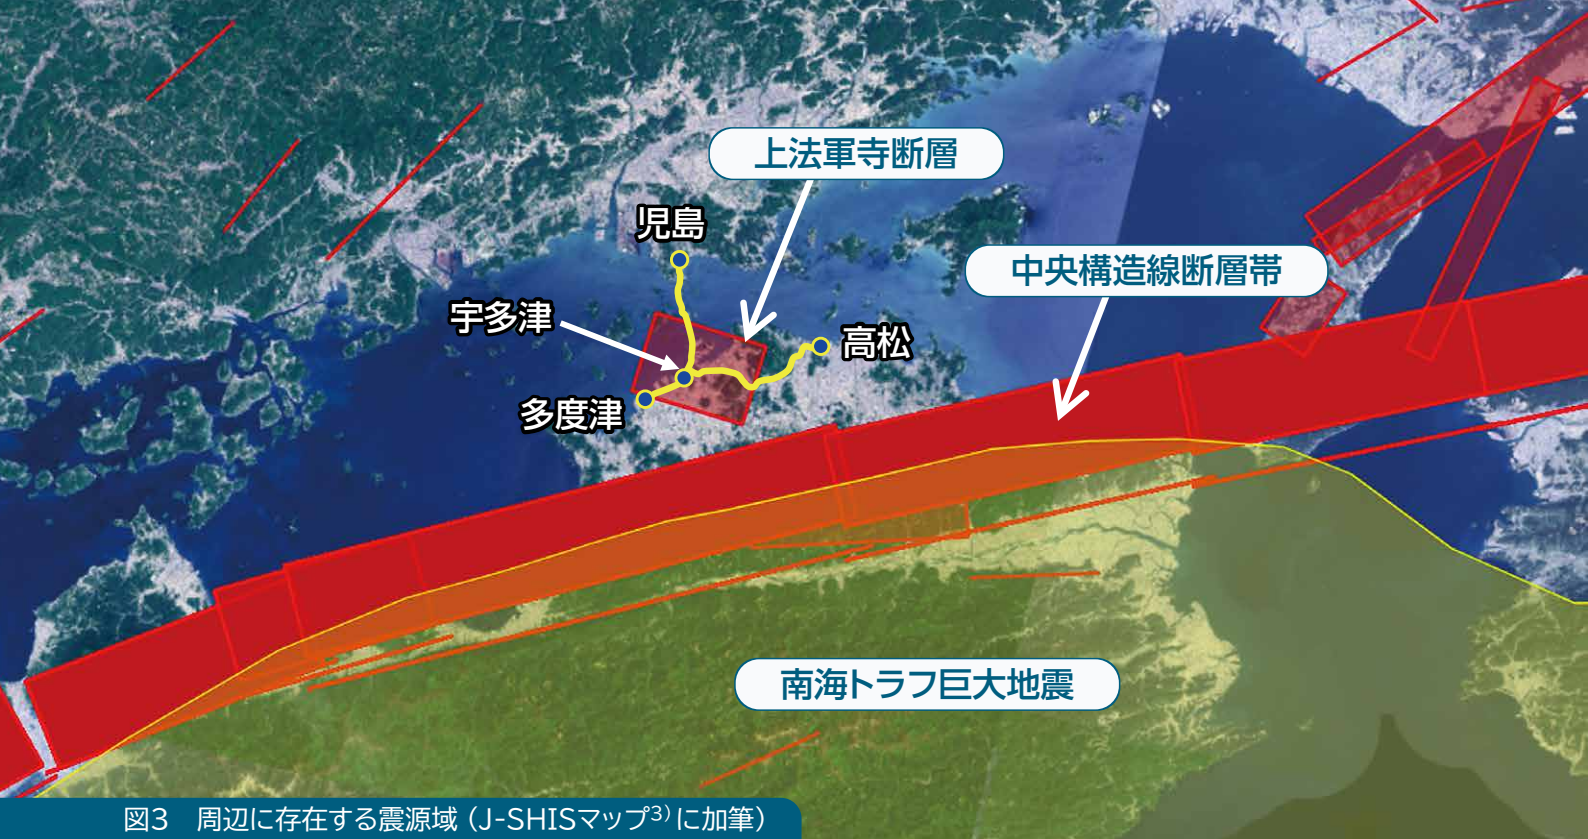 上法軍寺断層
児島
中央構造線断層帯
宇多津
高松
多度津
南海トラフ巨大地震
図3 周辺に存在する震源域（J-SHISマップ3)に加筆）